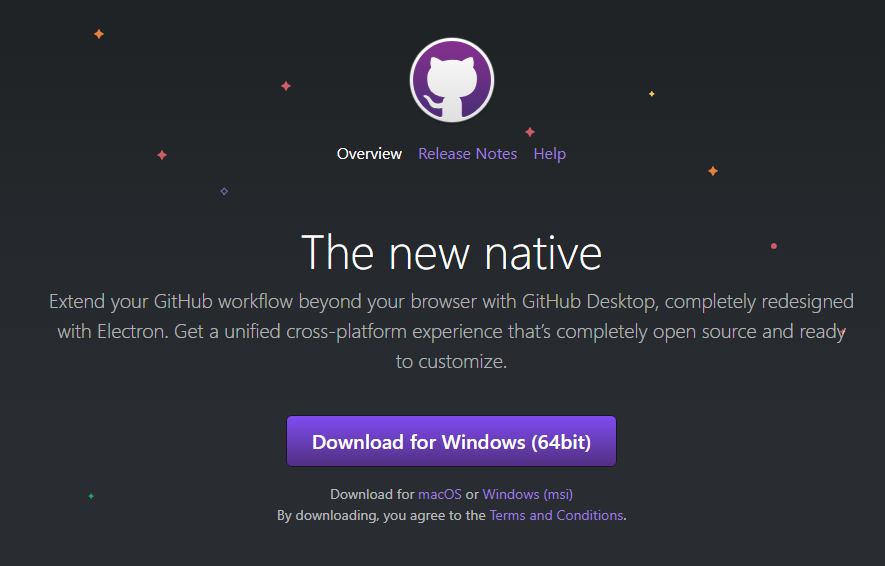 Overview Release Notes Help
The new native
Extend your GitHub workflow beyond your browser with GitHub Desktop, completely redesigned
with Electron. Get a unified cross-platform experience that’s completely open source and ready
to customize.
Download for Windows (64bit)
Download for macOS or Windows (msi)
By downloading, you agree to the Terms and Conditions.